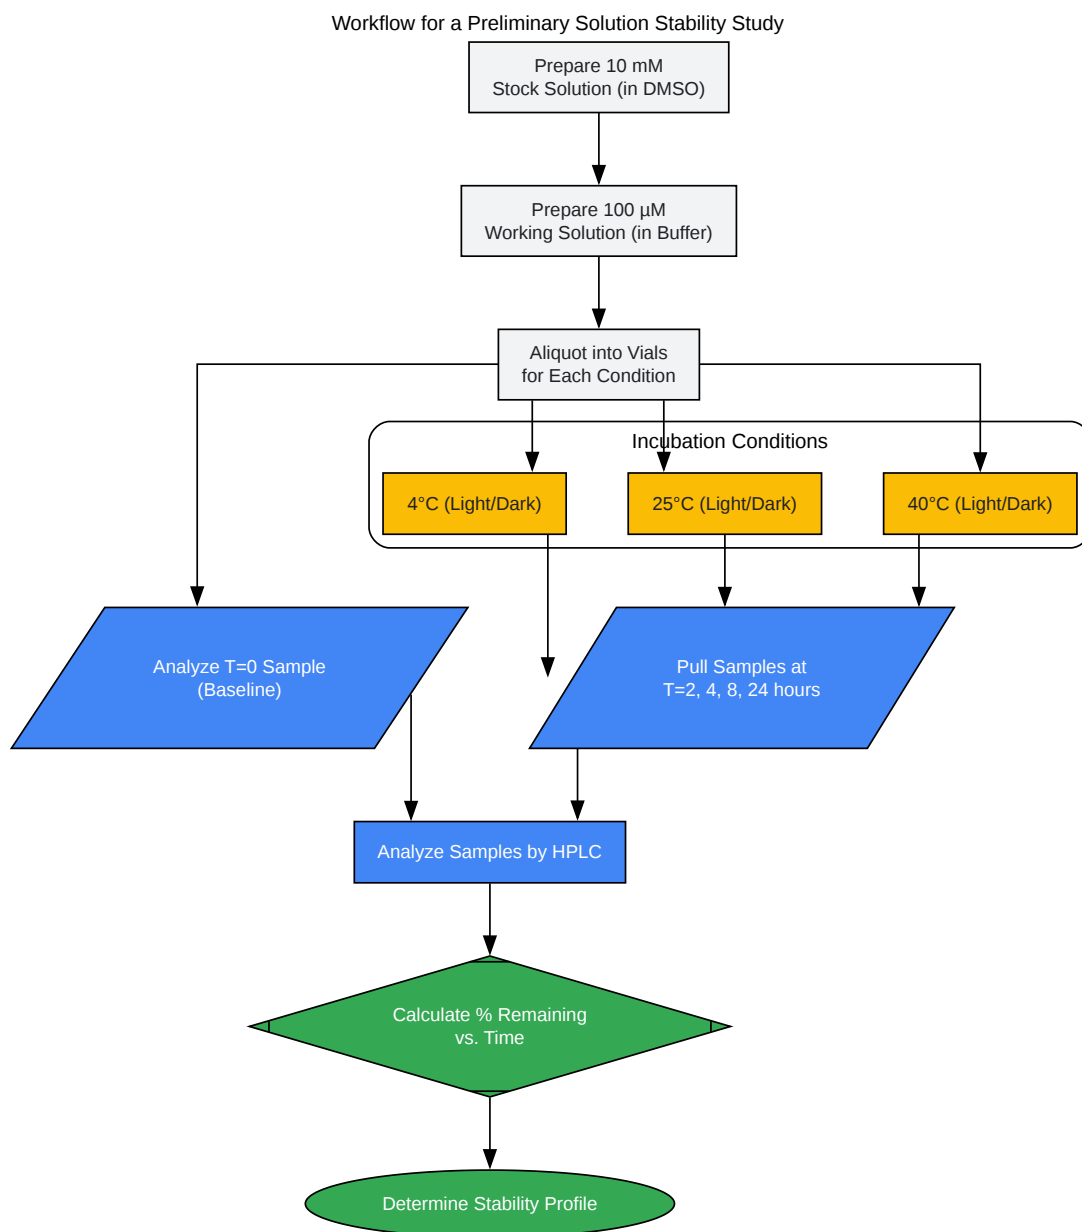 Workflow for a Preliminary Solution Stability Study
Prepare 10 mM
Stock Solution (in DMSO)
Prepare 100 µM
Working Solution (in Buffer)
Aliquot into Vials
for Each Condition
Incubation Conditions
4°C (Light/Dark)
25°C (Light/Dark)
40°C (Light/Dark)
Analyze T=0 Sample
(Baseline)
Pull Samples at
T=2, 4, 8, 24 hours
Analyze Samples by HPLC
Calculate % Remaining
vs. Time
Determine Stability Profile